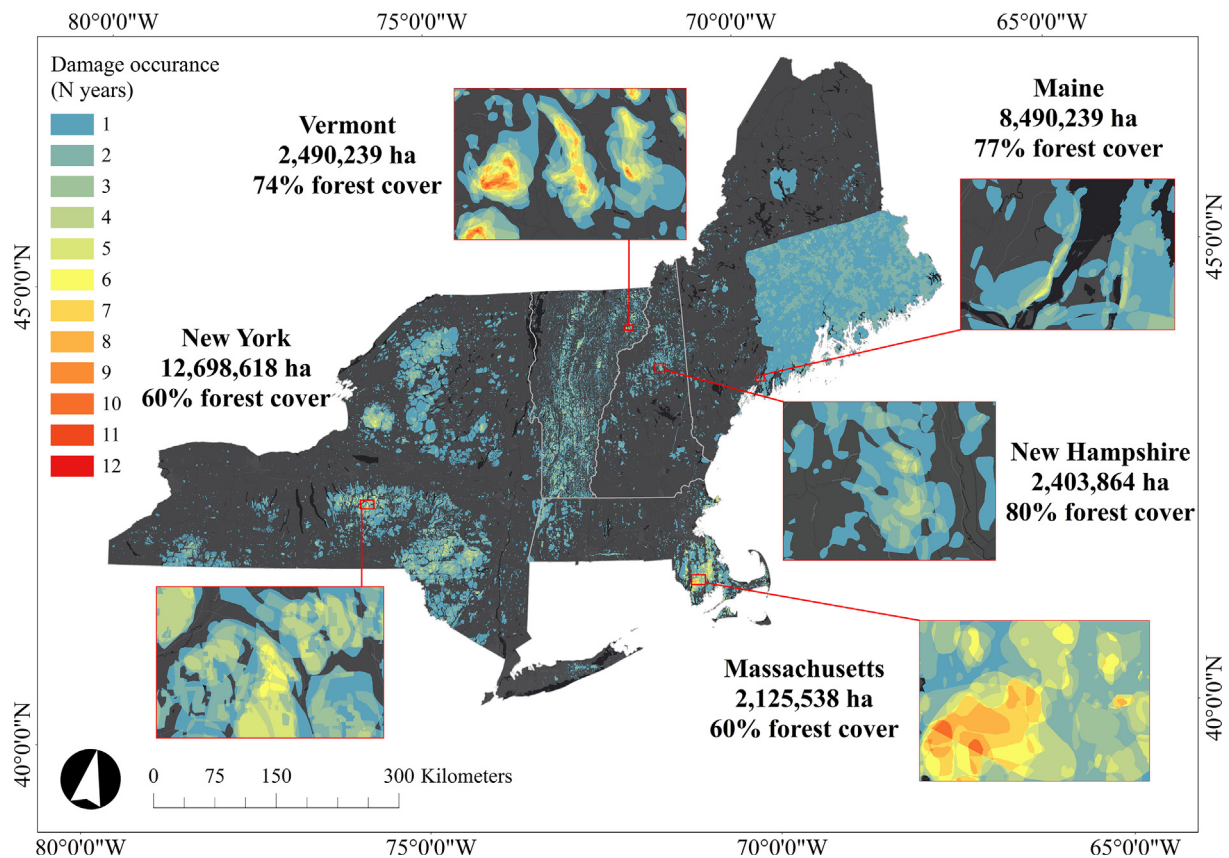 80°0'0"W 75°0'0"W 70°0'0"W 65°0'0"W
Damage occurance
(N years)
1
2
3
4
5
6
7
8
9
10
11
12
Vermont
2,490,239 ha
74% forest cover
Maine
8,490,239 ha
77% forest cover
45°0'0"N
45°0'0"N
New York
12,698,618 ha
60% forest cover
New Hampshire
2,403,864 ha
80% forest cover
Massachusetts
2,125,538 ha
60% forest cover
40°0'0"N
40°0'0"N
0 75 150 300 Kilometers
80°0'0"W 75°0'0"W 70°0'0"W 65°0'0"W